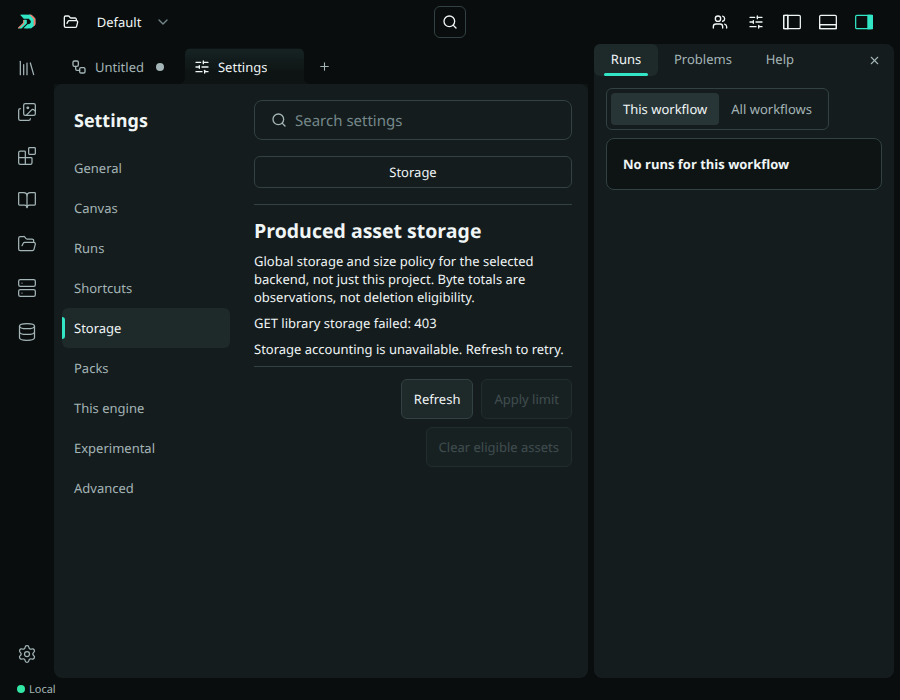 Default
Untitled
Settings
Runs
Problems
Help
Settings
Search settings
This workflow
All workflows
General
Storage
No runs for this workflow
Canvas
Produced asset storage
Runs
Global storage and size policy for the selected
backend, not just this project. Byte totals are
observations, not deletion eligibility.
Shortcuts
Storage
GET library storage failed: 403
Storage accounting is unavailable. Refresh to retry.
Packs
Refresh
Apply limit
This engine
Clear eligible assets
Experimental
Advanced
Local